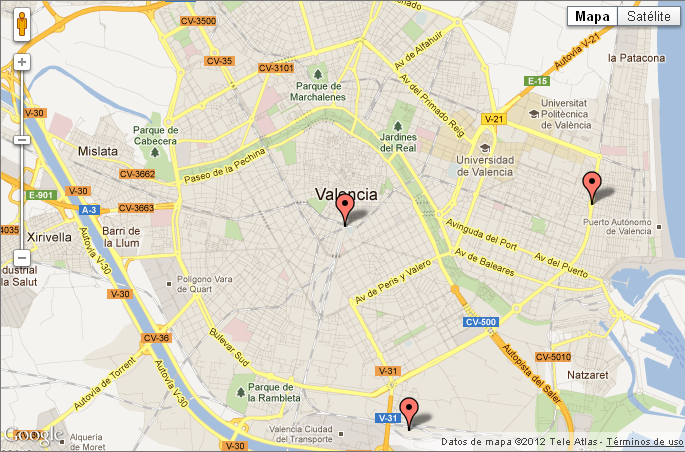 Mapa
Satélite
CV-3500
CV-35
Av de Alfahuir
Autovía V-21
la Patacona
CV-3101
E-15
V-30
Parque de
Marchalenes
Av del Primado Reig
Universitat
Politècnica
de València
V-21
Parque de
Cabecera
Jardines
del Real
Mislata
Universidad
de Valencia
Paseo de la Pechina
CV-3662
V-30
E-901
Valencia
A-3
CV-3663
4035
Xirivella
Barri de
la Llum
Avinguda del Port
Puerto Autónomo
de Valencia
Autovía V-30
Av de Baleares
Av del Puerto
Industrial
la Salut
Poligono Vara
de Quart
V-30
Av de Peris y Valero
CV-500
CV-36
Bulevar Sud
Autopista del Saler
CV-5010
Natzaret
Autovía de Torrent
Autovía V-30
V-31
Parque de
la Rambleta
V-31
Google
Alquería
de Moret
V-30
Valencia Ciudad
del Transporte
Datos de mapa ©2012 Tele Atlas - Términos de uso